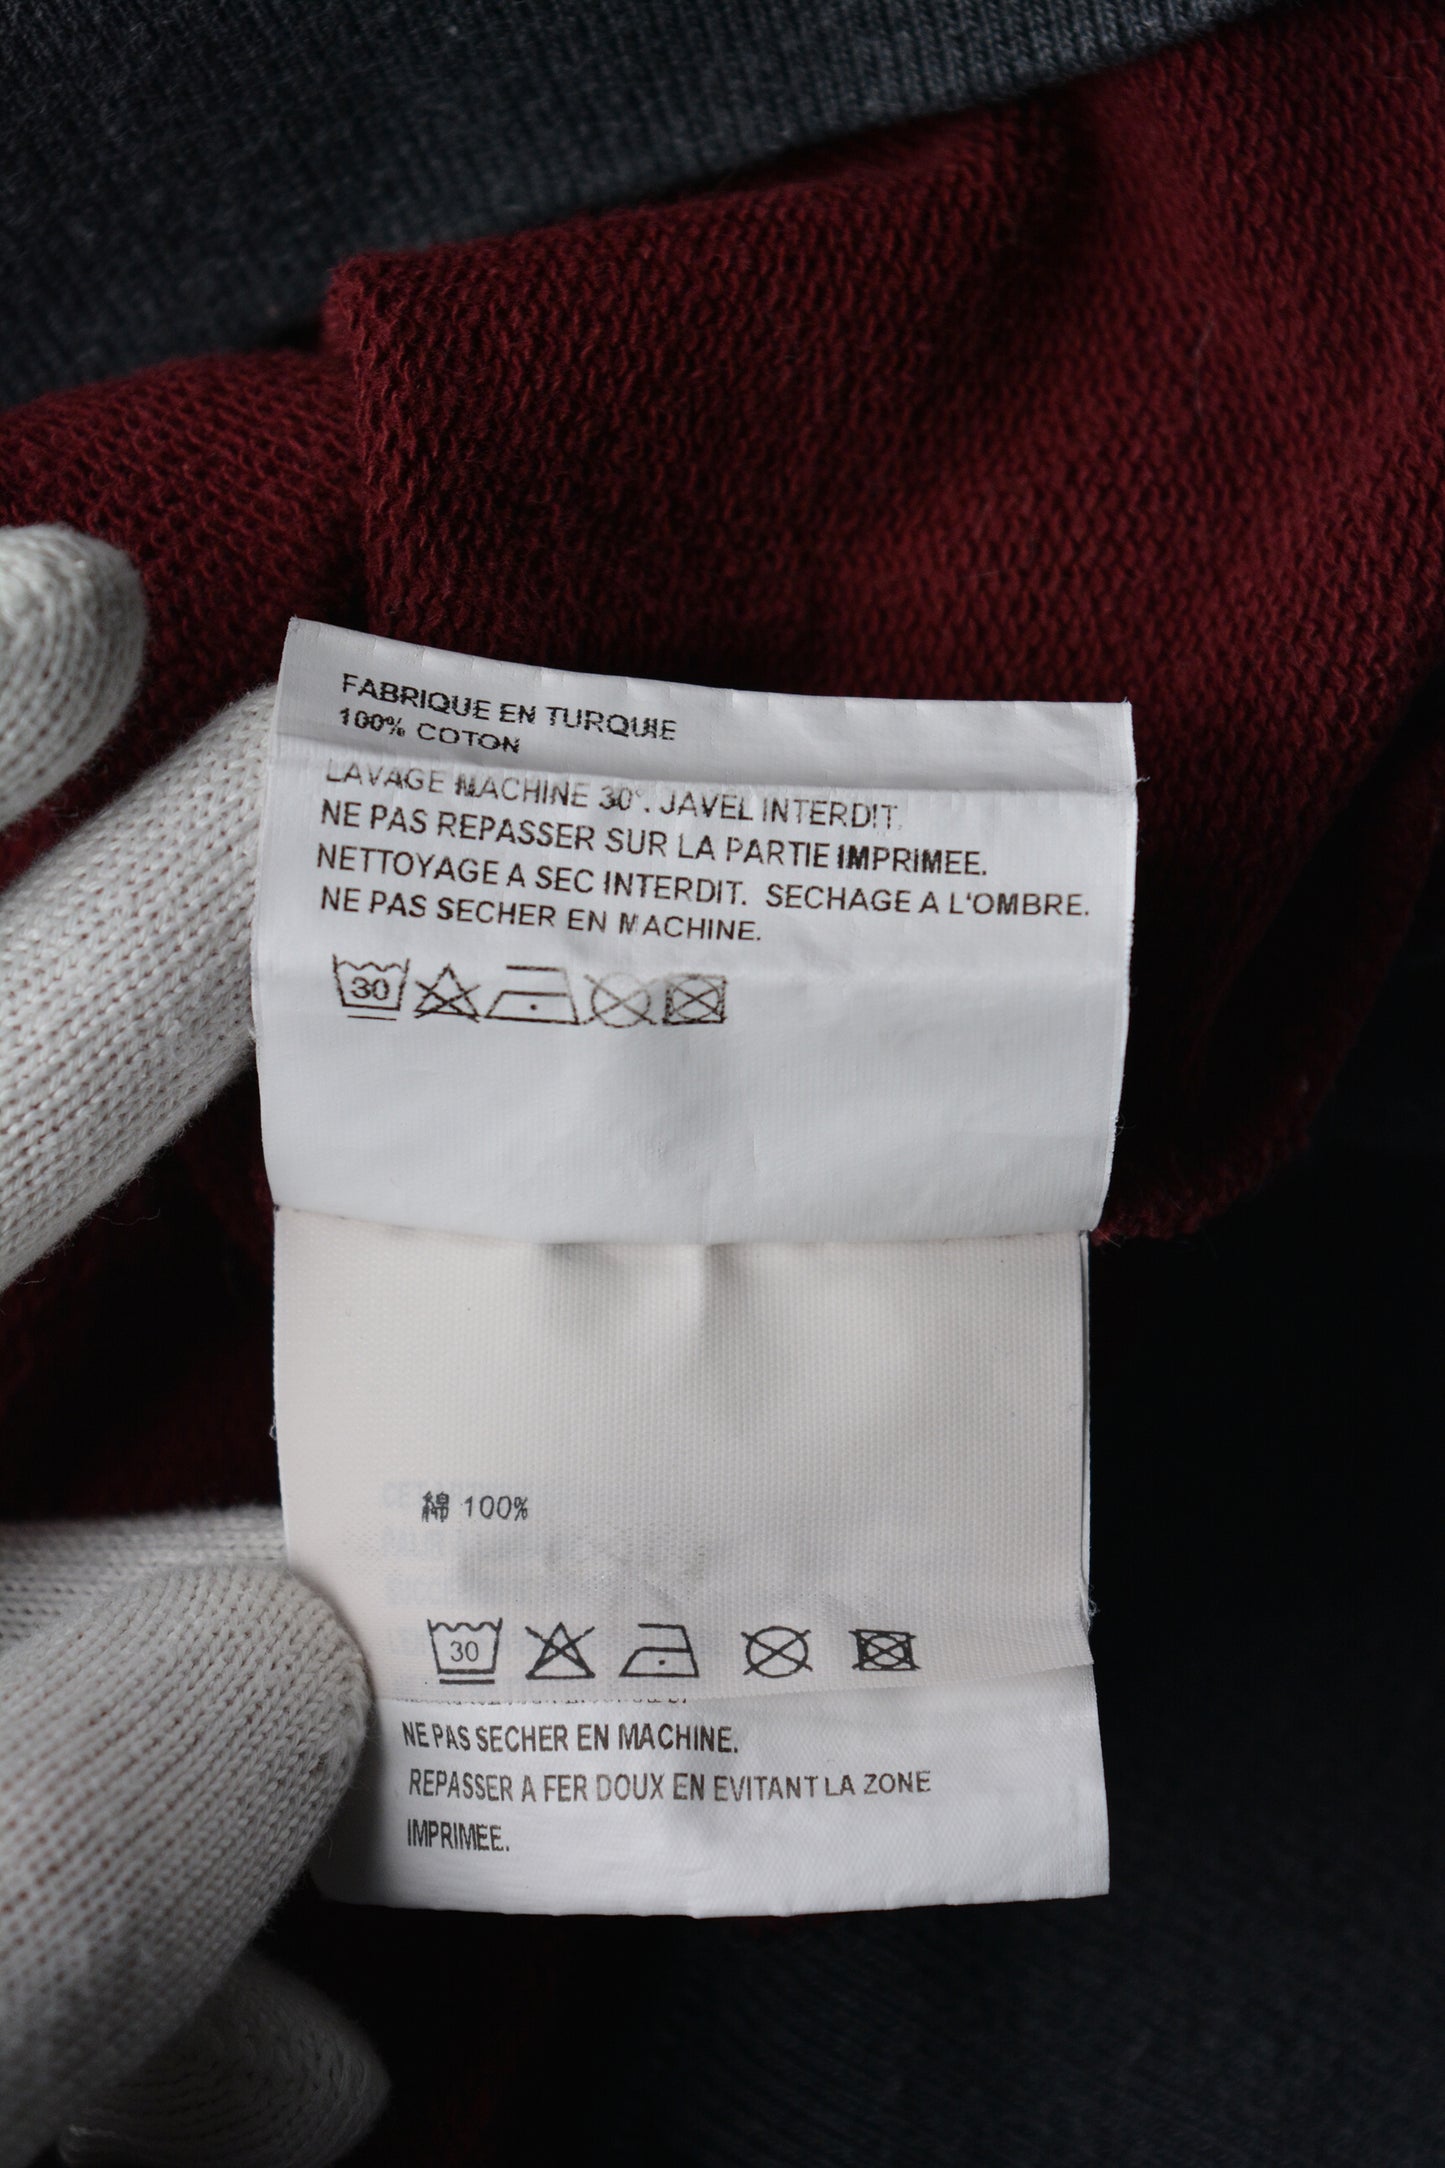 FABRIQUE EN TURQUIE
100% COTON
LAVAGE MACHINE 30°. JAVEL INTERDIT.
NE PAS REPASSER SUR LA PARTIE IMPRIMEE.
NETTOYAGE A SEC INTERDIT. SECHAGE A L'OMBRE.
NE PAS SECHER EN MACHINE.
30
綿 100%
30
NE PAS SECHER EN MACHINE.
REPASSER A FER DOUX EN EVITANT LA ZONE
IMPRIMEE.